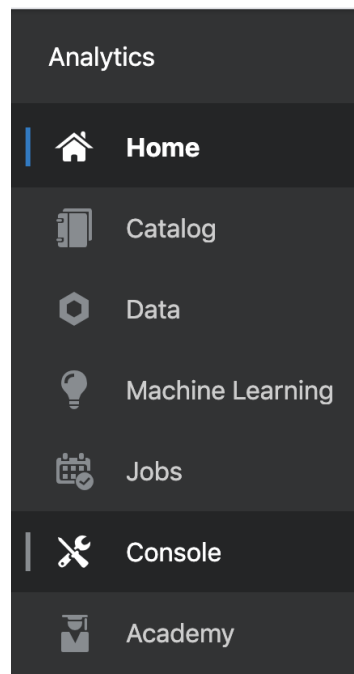 Analytics
Home
Catalog
Data
Machine Learning
Jobs
Console
Academy